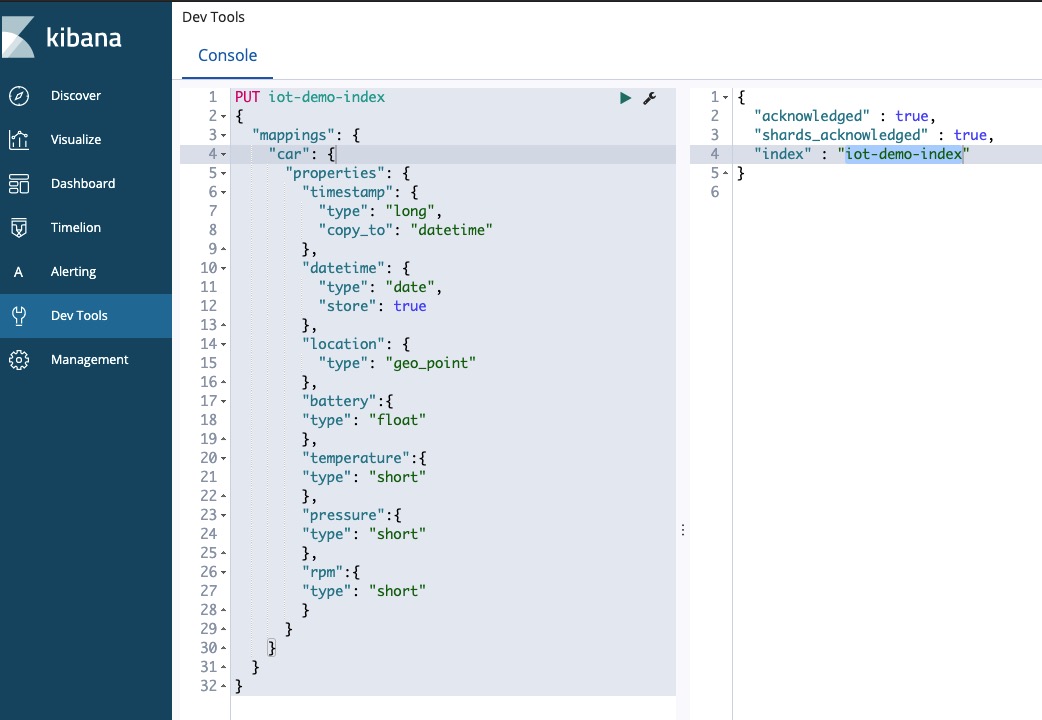 kibana
Discover
Visualize
Dashboard
Timelion
A Alerting
Dev Tools
Management
Dev Tools
Console
1 PUT iot-demo-index
2 {
3 "mappings": {
4 "car": {
5 "properties": {
6 "timestamp": {
7 "type": "long",
8 "copy_to": "datetime"
9 },
10 "datetime": {
11 "type": "date",
12 "store": true
13 },
14 "location": {
15 "type": "geo_point"
16 },
17 "battery":{
18 "type": "float"
19 },
20 "temperature":{
21 "type": "short"
22 },
23 "pressure":{
24 "type": "short"
25 },
26 "rpm":{
27 "type": "short"
28 }
29 }
30 }
31 }
32 }
1 {
2 "acknowledged" : true,
3 "shards_acknowledged" : true,
4 "index" : "iot-demo-index"
5 }
6